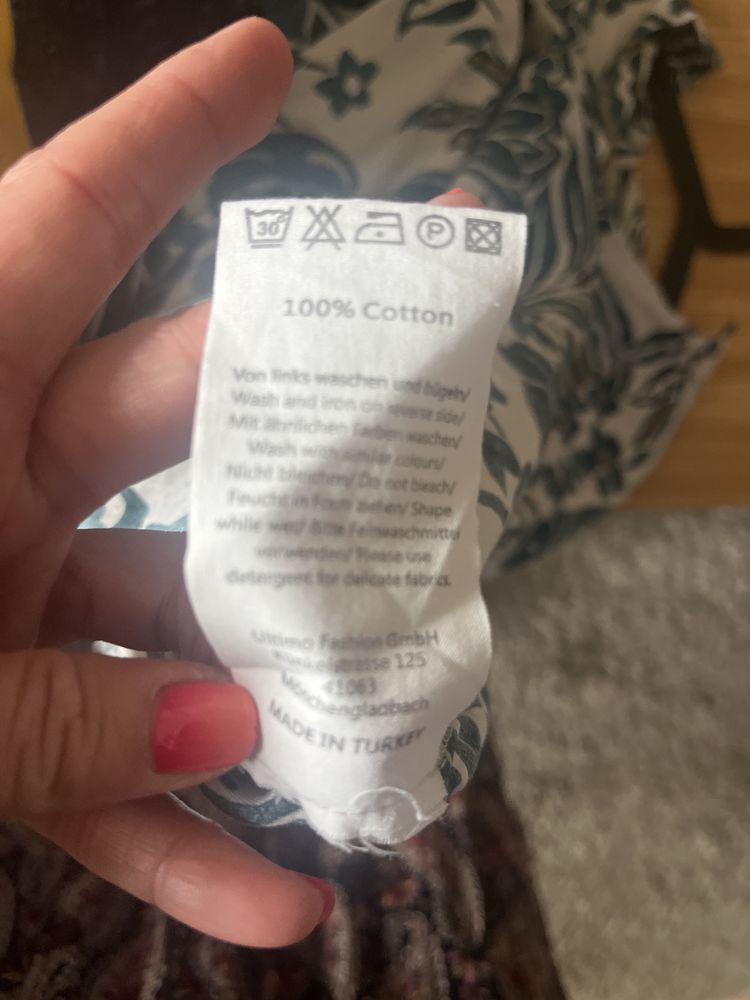 30
P
100% Cotton
Von links waschen und bügeln/
Wash and iron on reverse side/
Mit ähnlichen Farben waschen/
Wash with similar colours/
Nicht bleichen/ Do not bleach/
Feucht in Form ziehen/ Shape
while wet/ Bitte Feinwaschmittel
verwenden/ Please use
detergent for delicate fabrics.
Ultimo Fashion GmbH
125
41063
Mönchengladbach
MADE IN TURKEY